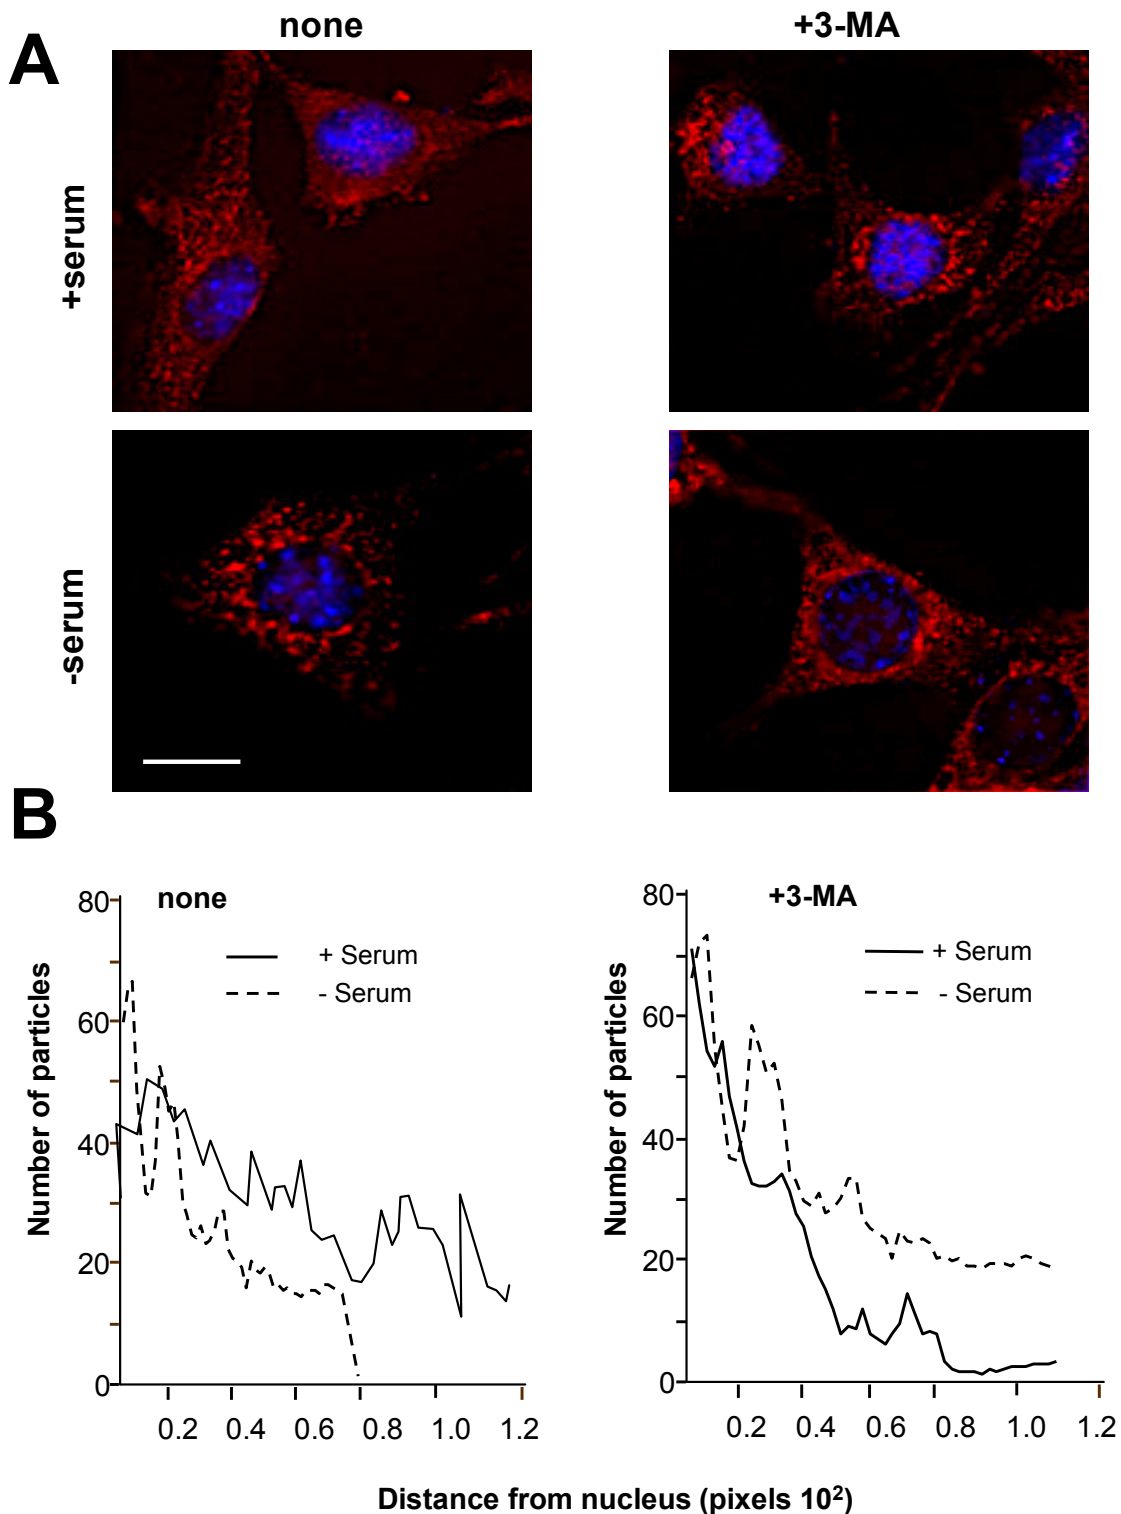 A
none
+3-MA
+serum
-serum
B
none
+ Serum
- Serum
Number of particles
80
60
40
20
0
0.2 0.4 0.6 0.8 1.0 1.2
+3-MA
+ Serum
- Serum
Number of particles
80
60
40
20
0
0.2 0.4 0.6 0.8 1.0 1.2
Distance from nucleus (pixels 10²)